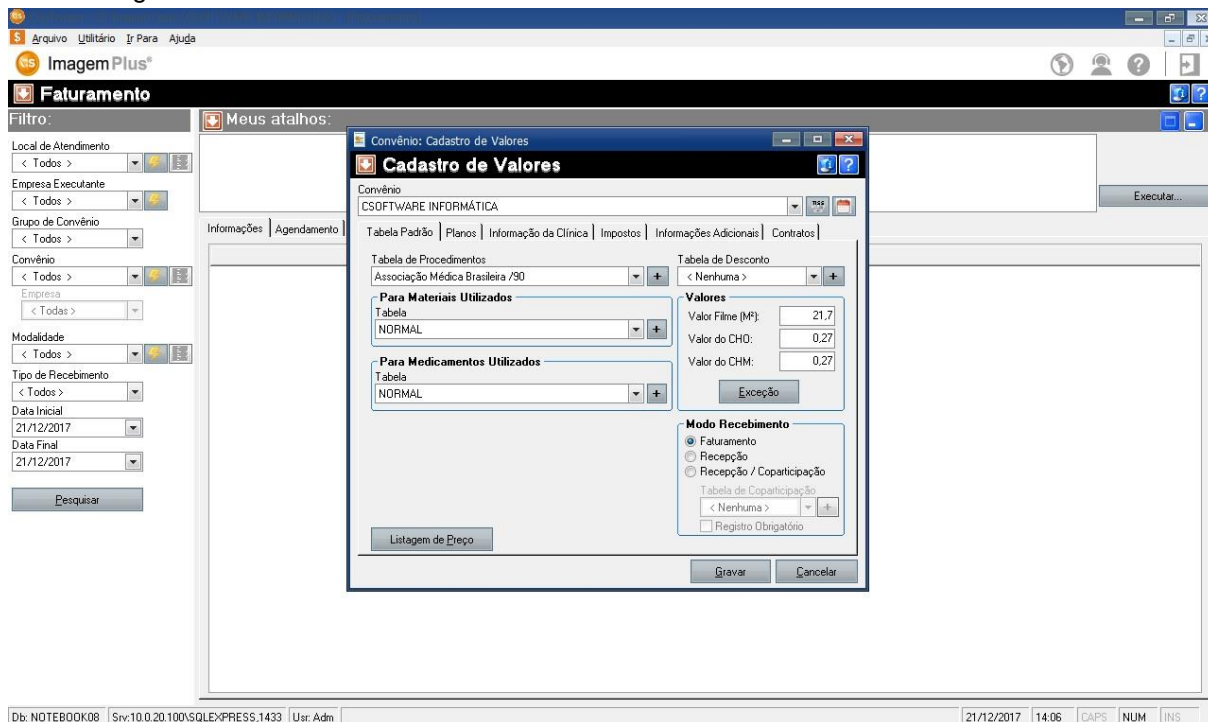 Arquivo Utilitário Ir Para Ajuda
ImagemPlus®
Faturamento
Filtro:
Local de Atendimento
< Todos >
Empresa Executante
< Todos >
Grupo de Convênio
< Todos >
Convênio
< Todos >
Empresa
< Todas >
Modalidade
< Todos >
Tipo de Recebimento
< Todos >
Data Inicial
21/12/2017
Data Final
21/12/2017
Pesquisar
Meus atalhos:
Executar...
Informações Agendamento
Convênio: Cadastro de Valores
Cadastro de Valores
Convênio
CSOFTWARE INFORMÁTICA
Tabela Padrão Planos Informação da Clínica Impostos Informações Adicionais Contratos
Tabela de Procedimentos
Associação Médica Brasileira /90
Tabela de Desconto
< Nenhuma >
Para Materiais Utilizados
Tabela
NORMAL
Para Medicamentos Utilizados
Tabela
NORMAL
Valores
Valor Filme (M²): 21,7
Valor do CHO: 0,27
Valor do CHM: 0,27
Exceção
Modo Recebimento
Faturamento
Recepção
Recepção / Coparticipação
Tabela de Coparticipação
< Nenhuma >
Registro Obrigatório
Listagem de Preço
Gravar Cancelar
Db: NOTEBOOK08 Srv:10.0.20.100\SQLEXPRESS,1433 Usr: Adm 21/12/2017 14:06 CAPS NUM INS